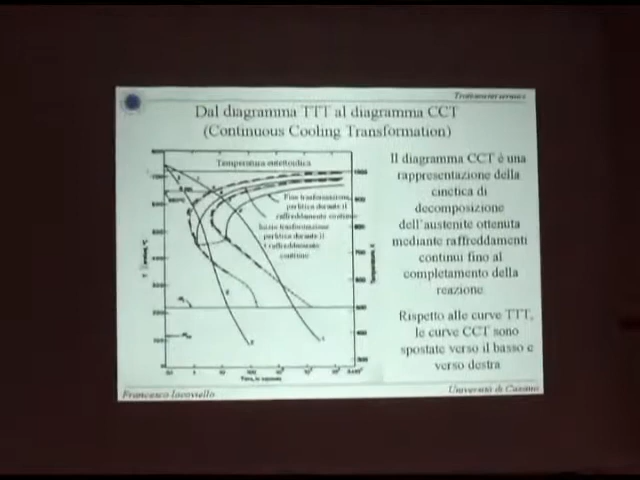 Trattamenti termici
Dal diagramma TTT al diagramma CCT
(Continuous Cooling Transformation)
Temperatura eutettoidica
Fine trasformazione
perlitica durante il
raffreddamento continuo
Inizio trasformazione
perlitica durante il
raffreddamento
continuo
Il diagramma CCT è una
rappresentazione della
cinetica di
decomposizione
dell'austenite ottenuta
mediante raffreddamenti
continui fino al
completamento della
reazione
Rispetto alle curve TTT,
le curve CCT sono
spostate verso il basso e
verso destra
Francesco Iacoviello
Università di Cassino